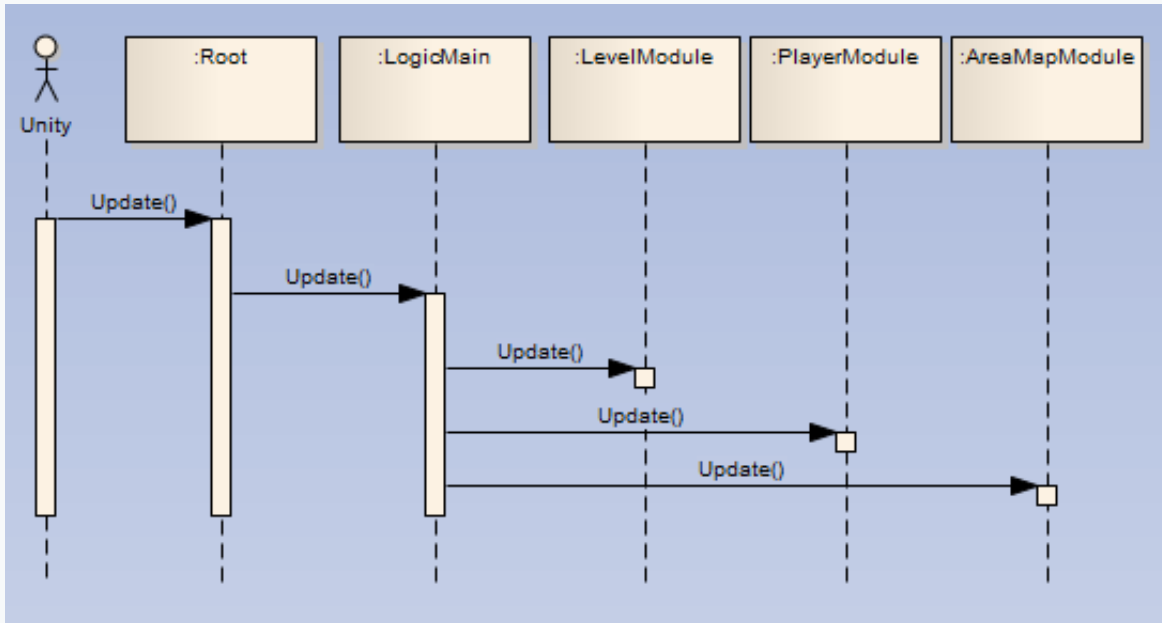 :Root
:LogicMain
:LevelModule
:PlayerModule
:AreaMapModule
Unity
Update()
Update()
Update()
Update()
Update()